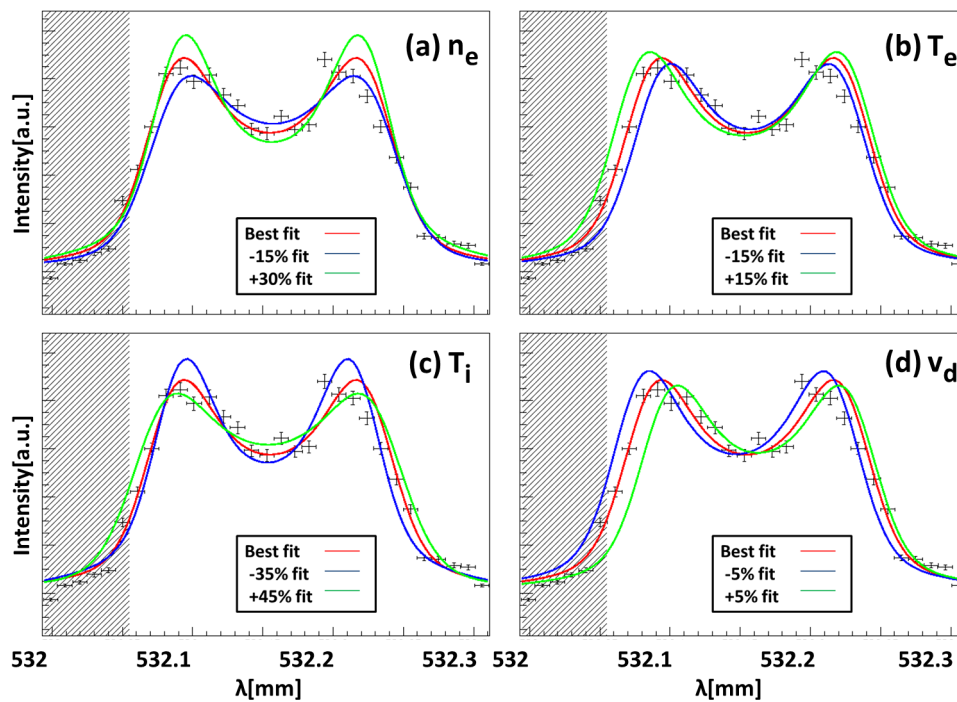 (a) nₑ
(b) Tₑ
Intensity[a.u.]
Best fit
-15% fit
+30% fit
Best fit
-15% fit
+15% fit
(c) Tᵢ
(d) v_d
Intensity[a.u.]
Best fit
-35% fit
+45% fit
Best fit
-5% fit
+5% fit
532 532.1 532.2 532.3
532 532.1 532.2 532.3
λ[mm]
λ[mm]